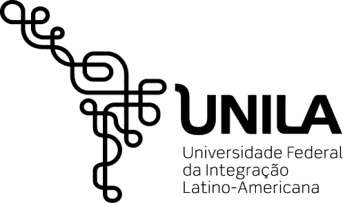 UNILA
Universidade Federal
da Integração
Latino-Americana